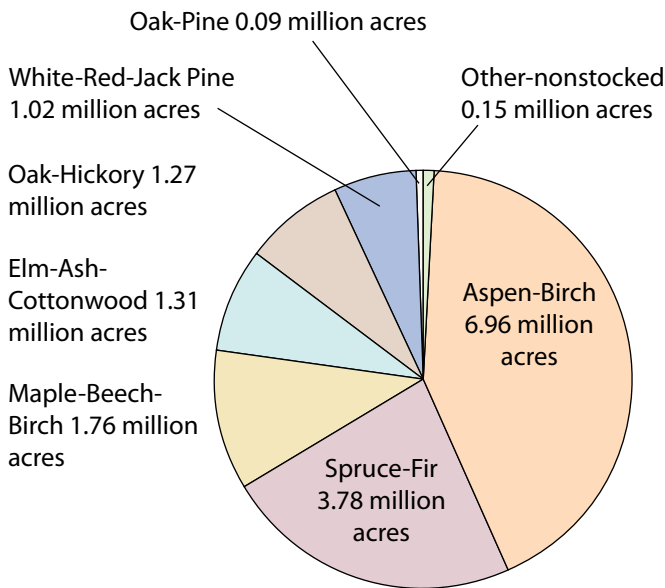 Oak-Pine 0.09 million acres
White-Red-Jack Pine
1.02 million acres
Other-nonstocked
0.15 million acres
Oak-Hickory 1.27
million acres
Elm-Ash-
Cottonwood 1.31
million acres
Maple-Beech-
Birch 1.76 million
acres
Aspen-Birch
6.96 million
acres
Spruce-Fir
3.78 million
acres